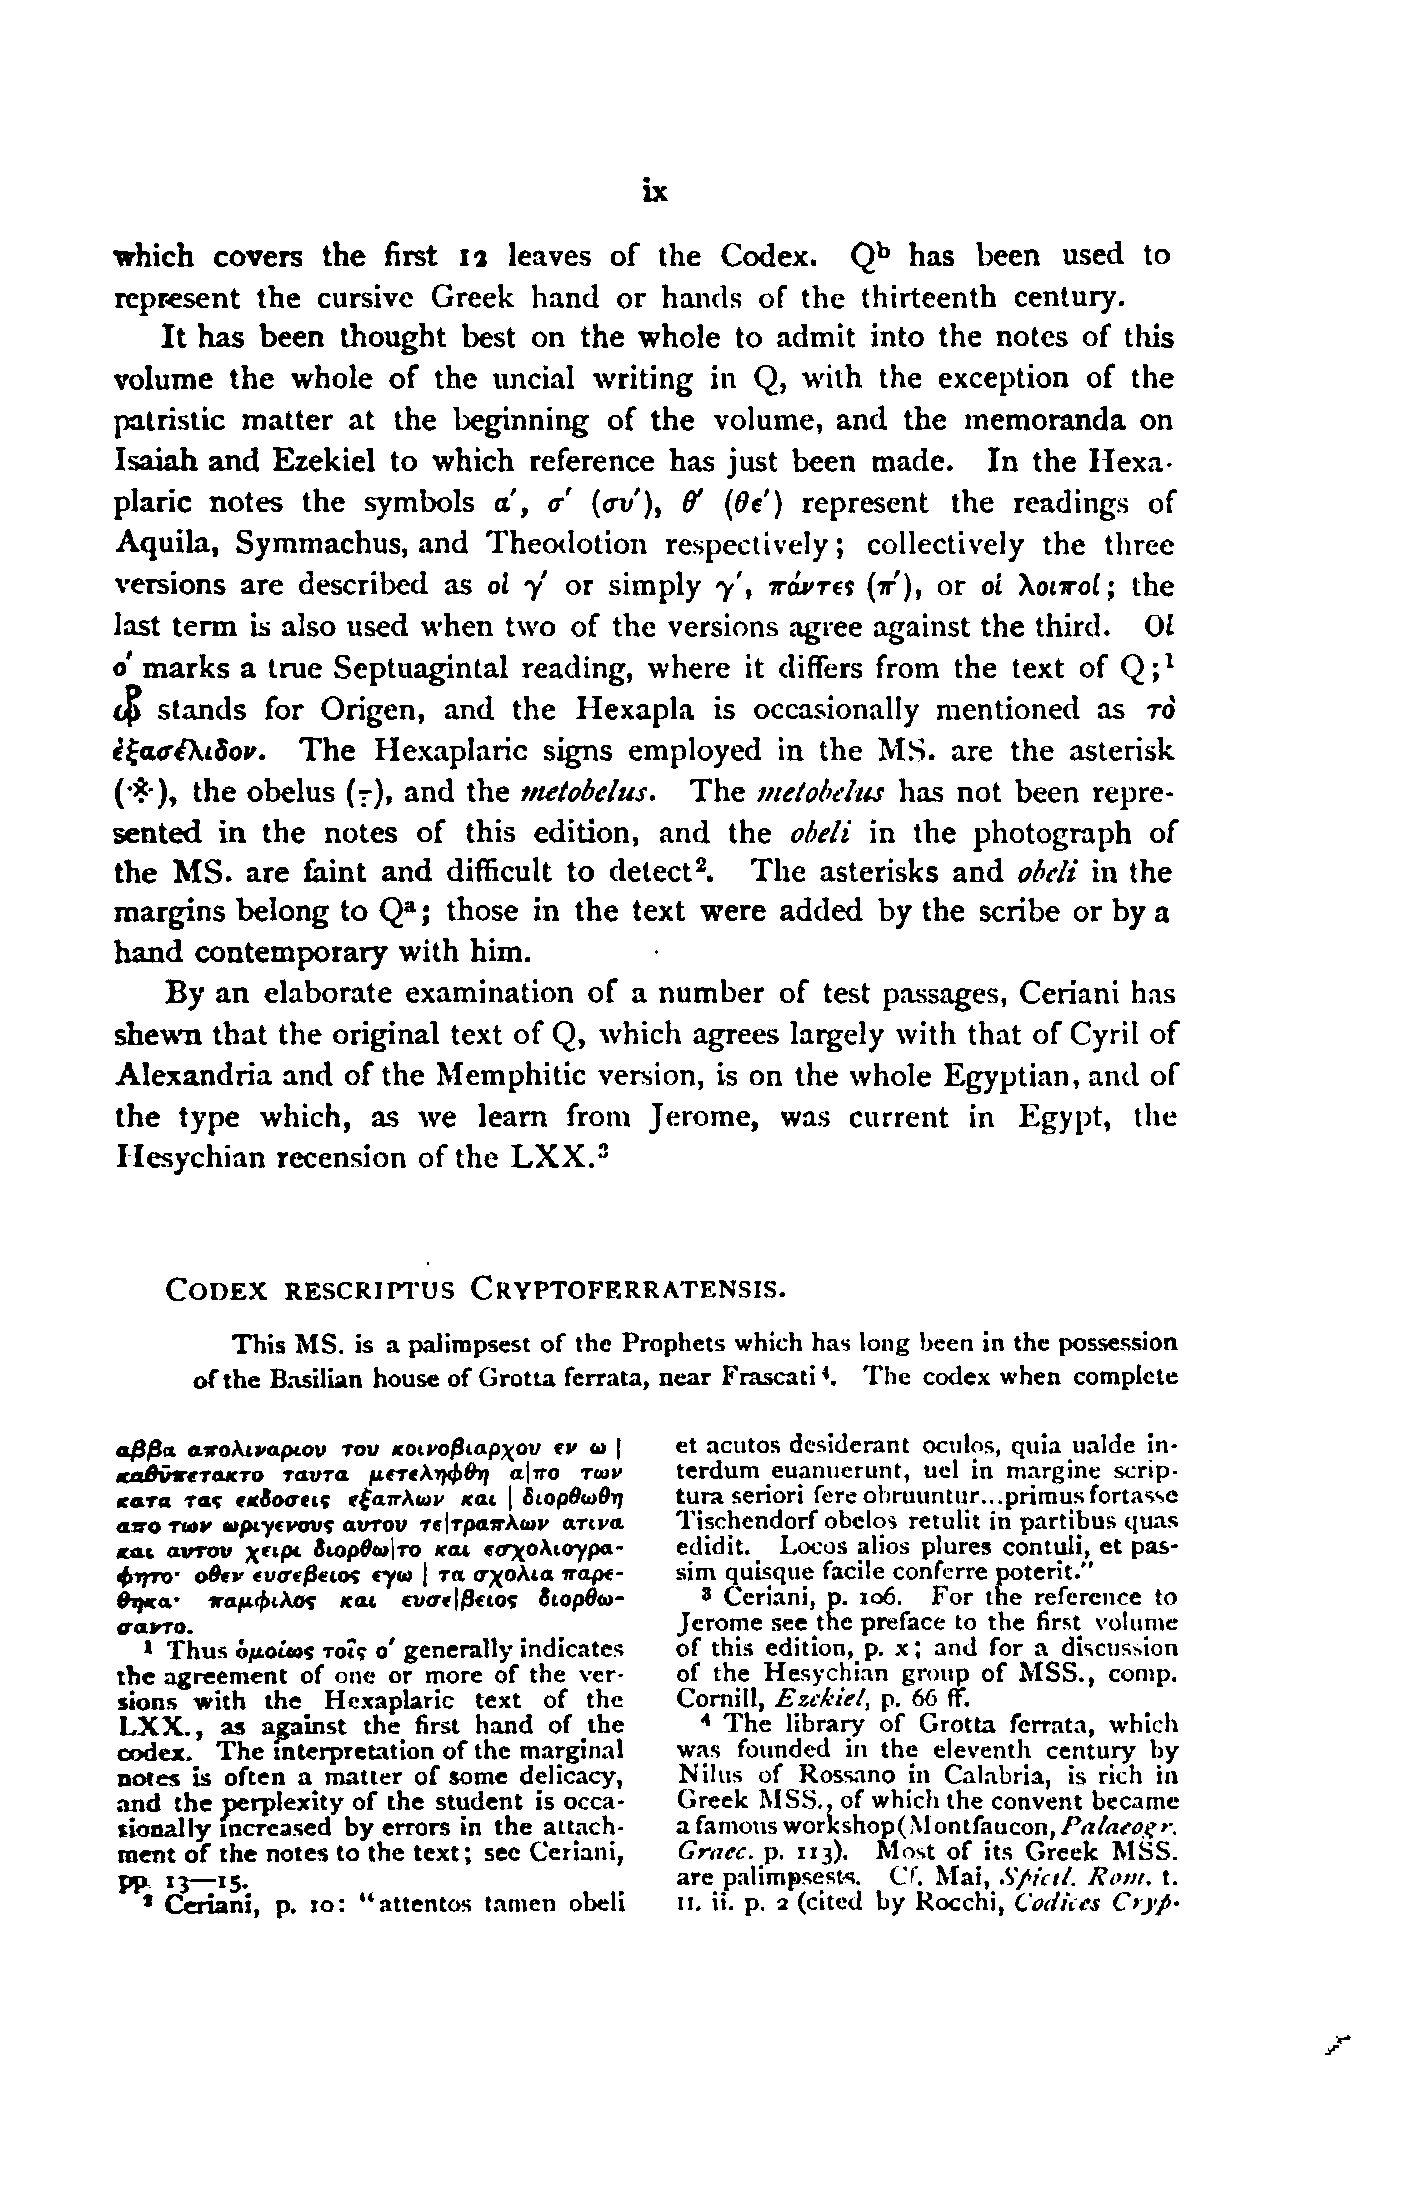 ix
which covers the first 12 leaves of the Codex. Qᵇ has been used to
represent the cursive Greek hand or hands of the thirteenth century.
It has been thought best on the whole to admit into the notes of this
volume the whole of the uncial writing in Q, with the exception of the
patristic matter at the beginning of the volume, and the memoranda on
Isaiah and Ezekiel to which reference has just been made. In the Hexa-
plaric notes the symbols α′, σ′ (συ′), θ′ (θε′) represent the readings of
Aquila, Symmachus, and Theodotion respectively; collectively the three
versions are described as οἱ γ′ or simply γ′, πάντες (π′), or οἱ λοιποί; the
last term is also used when two of the versions agree against the third. Οἱ
ο′ marks a true Septuagintal reading, where it differs from the text of Q;¹
stands for Origen, and the Hexapla is occasionally mentioned as τὸ
ἑξασέλιδον. The Hexaplaric signs employed in the MS. are the asterisk
(※), the obelus (÷), and the metobelus. The metobelus has not been repre-
sented in the notes of this edition, and the obeli in the photograph of
the MS. are faint and difficult to detect². The asterisks and obeli in the
margins belong to Qᵃ; those in the text were added by the scribe or by a
hand contemporary with him.
By an elaborate examination of a number of test passages, Ceriani has
shewn that the original text of Q, which agrees largely with that of Cyril of
Alexandria and of the Memphitic version, is on the whole Egyptian, and of
the type which, as we learn from Jerome, was current in Egypt, the
Hesychian recension of the LXX.³
CODEX RESCRIPTUS CRYPTOFERRATENSIS.
This MS. is a palimpsest of the Prophets which has long been in the possession
of the Basilian house of Grotta ferrata, near Frascati⁴. The codex when complete
αββα απολιναριου του κοινοβιαρχου εν ω |
καθυπετακτο ταυτα μετεληφθη α|πο των
κατα τας εκδοσεις εξαπλων και | διορθωθη
απο των ωριγενους αυτου τε|τραπλων ατινα
και αυτου χειρι διορθω|το και εσχολιογρα-
φητο· οθεν ευσεβειος εγω | τα σχολια παρε-
θηκα· παμφιλος και ευσε|βειος διορθω-
σαντο.
¹ Thus ὁμοίως τοῖς ο′ generally indicates
the agreement of one or more of the ver-
sions with the Hexaplaric text of the
LXX., as against the first hand of the
codex. The interpretation of the marginal
notes is often a matter of some delicacy,
and the perplexity of the student is occa-
sionally increased by errors in the attach-
ment of the notes to the text; see Ceriani,
pp. 13—15.
² Ceriani, p. 10: "attentos tamen obeli
et acutos desiderant oculos, quia ualde in-
terdum euanuerunt, uel in margine scrip-
tura seriori fere obruuntur...primus fortasse
Tischendorf obelos retulit in partibus quas
edidit. Locos alios plures contuli, et pas-
sim quisque facile conferre poterit."
³ Ceriani, p. 106. For the reference to
Jerome see the preface to the first volume
of this edition, p. x; and for a discussion
of the Hesychian group of MSS., comp.
Cornill, Ezekiel, p. 66 ff.
⁴ The library of Grotta ferrata, which
was founded in the eleventh century by
Nilus of Rossano in Calabria, is rich in
Greek MSS., of which the convent became
a famous workshop (Montfaucon, Palaeogr.
Graec. p. 113). Most of its Greek MSS.
are palimpsests. Cf. Mai, Spicil. Rom. t.
II. ii. p. 2 (cited by Rocchi, Codices Cryp-